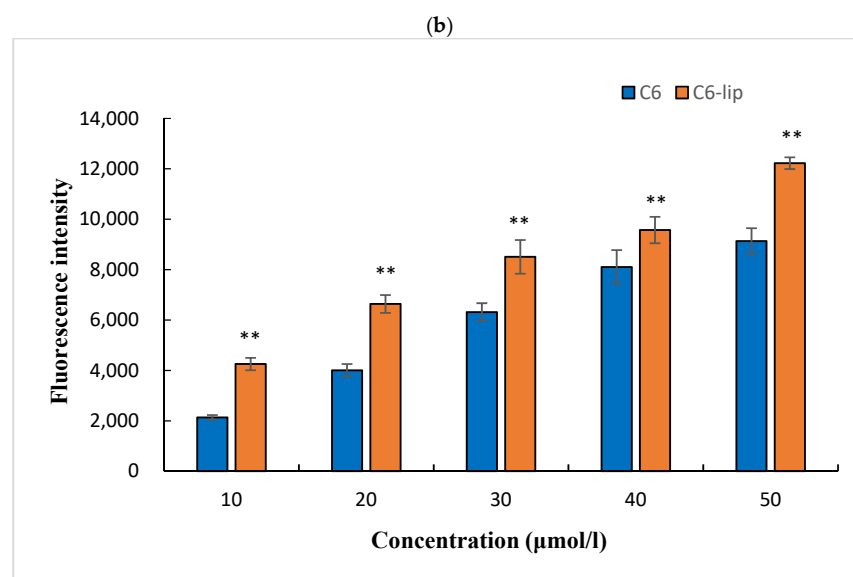 (b)
C6 C6-lip
14,000
12,000
10,000
8,000
6,000
4,000
2,000
0
Fluorescence intensity
** ** ** ** **
10 20 30 40 50
Concentration (μmol/l)